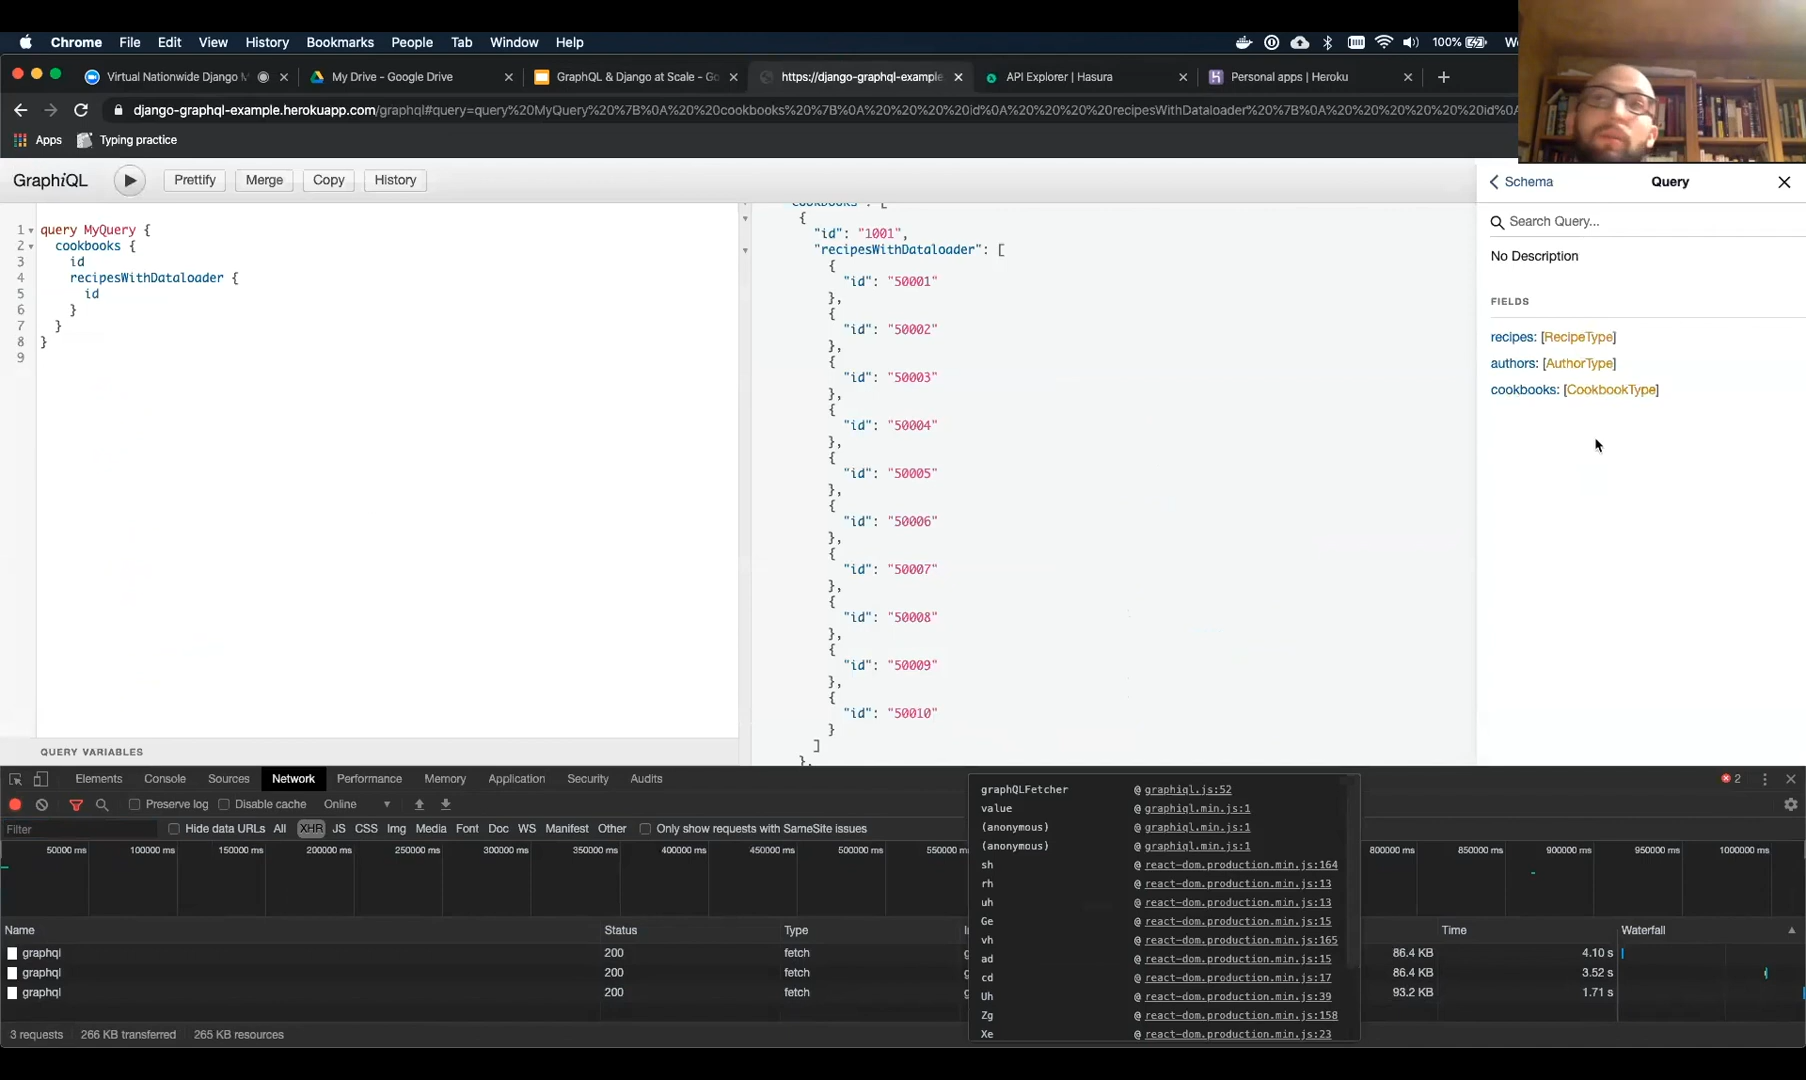 Chrome File Edit View History Bookmarks People Tab Window Help 100%
Virtual Nationwide Django M
My Drive - Google Drive
GraphQL & Django at Scale - Go
https://django-graphql-example.
API Explorer | Hasura
Personal apps | Heroku
django-graphql-example.herokuapp.com/graphql#query=query%20MyQuery%20%7B%0A%20%20cookbooks%20%7B%0A%20%20%20%20id%0A%20%20%20%20recipesWithDataloader%20%7B%0A%20%20%20%20%20%20id%0A%
Apps Typing practice
GraphiQL Prettify Merge Copy History
1 query MyQuery {
2 cookbooks {
3 id
4 recipesWithDataloader {
5 id
6 }
7 }
8 }
9
QUERY VARIABLES
"cookbooks": [
{
"id": "1001",
"recipesWithDataloader": [
{
"id": "50001"
},
{
"id": "50002"
},
{
"id": "50003"
},
{
"id": "50004"
},
{
"id": "50005"
},
{
"id": "50006"
},
{
"id": "50007"
},
{
"id": "50008"
},
{
"id": "50009"
},
{
"id": "50010"
}
]
},
Schema Query
Search Query...
No Description
FIELDS
recipes: [RecipeType]
authors: [AuthorType]
cookbooks: [CookbookType]
Elements Console Sources Network Performance Memory Application Security Audits 2
Preserve log Disable cache Online
Filter Hide data URLs All XHR JS CSS Img Media Font Doc WS Manifest Other Only show requests with SameSite issues
50000 ms 100000 ms 150000 ms 200000 ms 250000 ms 300000 ms 350000 ms 400000 ms 450000 ms 500000 ms 800000 ms 850000 ms 900000 ms 950000 ms 1000000 ms
Name Status Type Time Waterfall
graphql 200 fetch 86.4 KB 4.10 s
graphql 200 fetch 86.4 KB 3.52 s
graphql 200 fetch 93.2 KB 1.71 s
3 requests 266 KB transferred 265 KB resources
graphQLFetcher @ graphiql.js:52
value @ graphiql.min.js:1
(anonymous) @ graphiql.min.js:1
(anonymous) @ graphiql.min.js:1
sh @ react-dom.production.min.js:164
rh @ react-dom.production.min.js:13
uh @ react-dom.production.min.js:13
Ge @ react-dom.production.min.js:15
vh @ react-dom.production.min.js:165
ad @ react-dom.production.min.js:15
cd @ react-dom.production.min.js:17
Uh @ react-dom.production.min.js:39
Zg @ react-dom.production.min.js:158
Xe @ react-dom.production.min.js:23